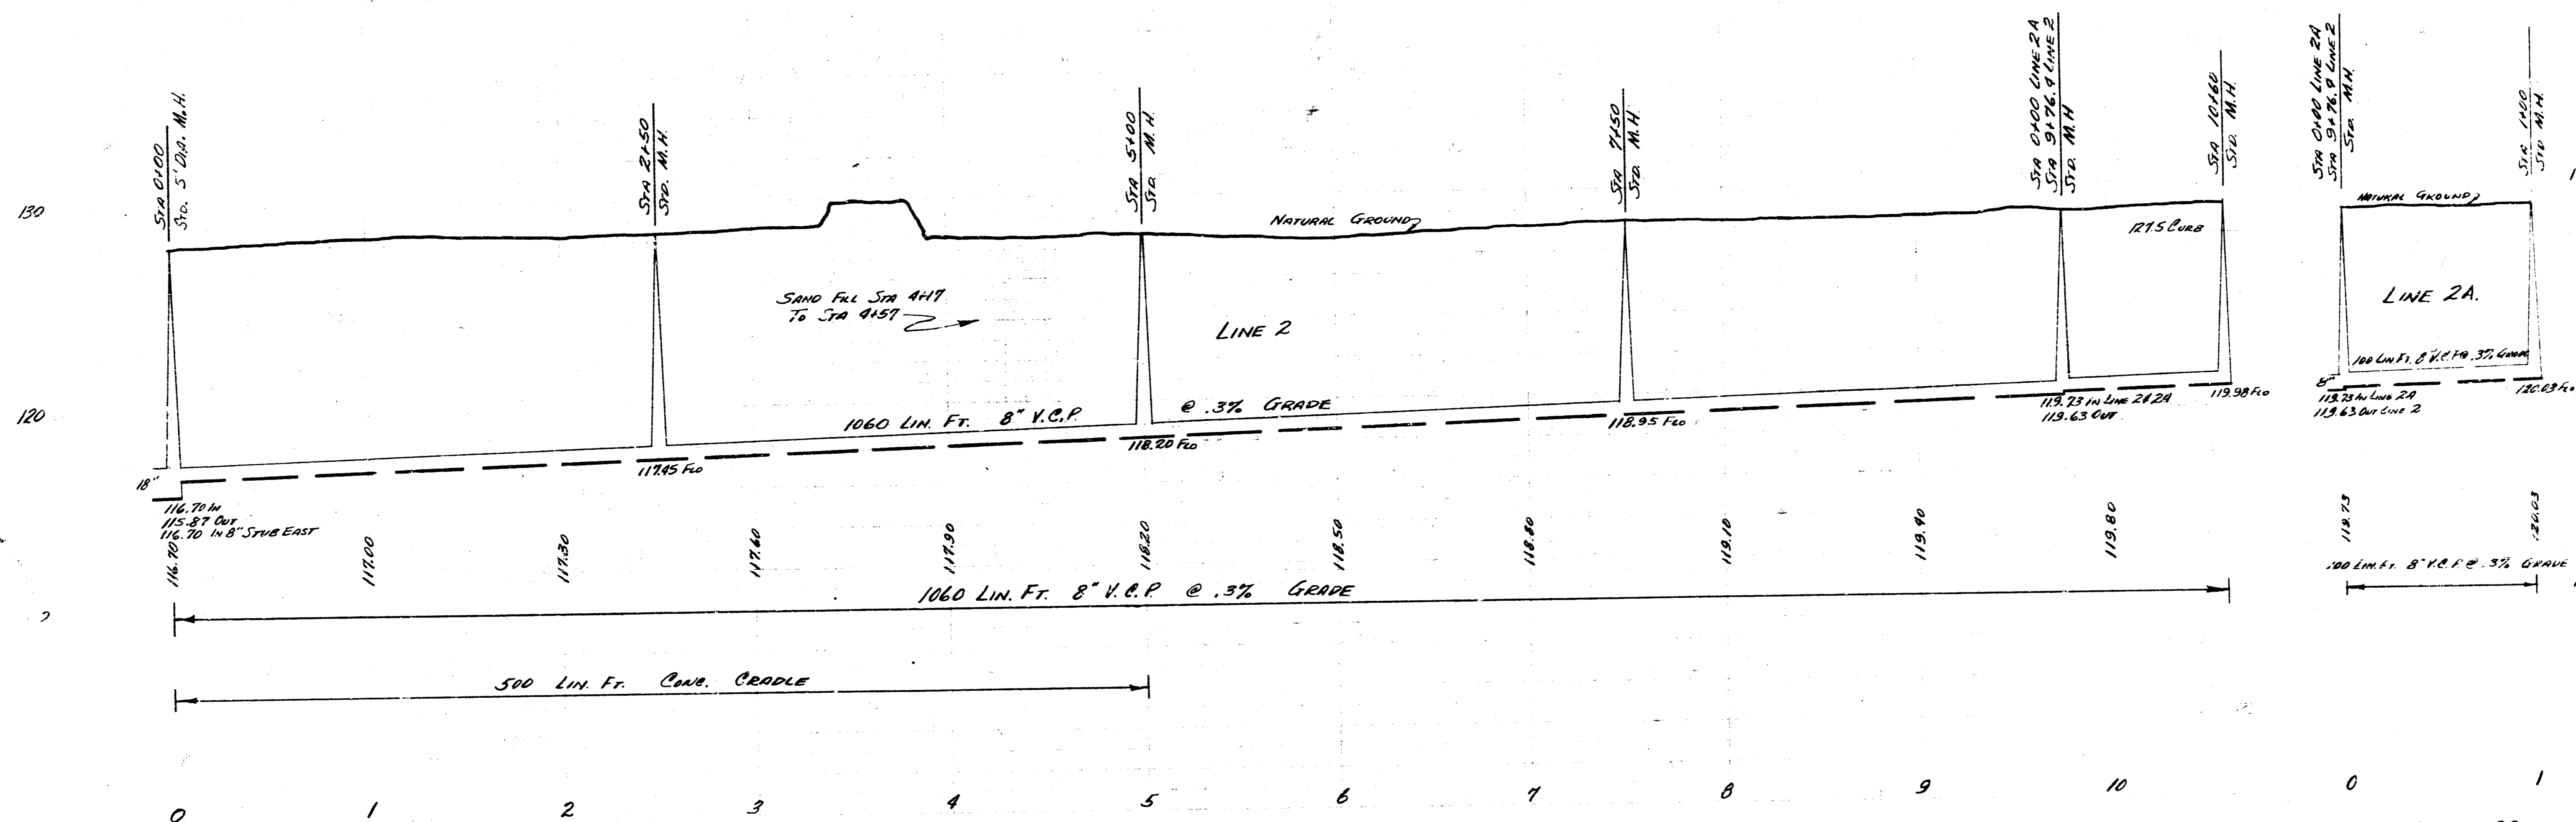 STA 0+00
STD. 5' DIA. M.H.
STA 2+50
STD. M.H.
STA 5+00
STD. M.H.
STA 7+50
STD. M.H.
STA 0+00 LINE 2A
STA 9+76.9 LINE 2
STD. M.H
STA 10+60
STD. M.H.
STA 0+00 LINE 2A
STA 9+76.9 LINE 2
STD. M.H.
STA 1+00
STD M.H.
130
NATURAL GROUND
127.5 CURB
NATURAL GROUND
SAND FILL STA 4+17
TO STA 4+57
LINE 2
LINE 2A.
120
1060 LIN. FT. 8" V.C.P. @ .3% GRADE
100 LIN FT. 8" V.C.P. @ .3% GRADE
18"
117.45 FLO
118.20 FLO
118.95 FLO
119.73 IN LINE 2 & 2A
119.63 OUT
119.98 FLO
8"
119.73 IN LINE 2A
119.63 OUT LINE 2
120.03 FLO
116.70 IN
115.87 OUT
116.70 IN 8" STUB EAST
116.70
117.00
117.30
117.60
117.90
118.20
118.50
118.80
119.10
119.40
119.80
119.73
120.03
1060 LIN. FT. 8" V.C.P. @ .3% GRADE
100 LIN. FT. 8" V.C.P. @ .3% GRADE
500 LIN. FT. CONC. CRADLE
0 1 2 3 4 5 6 7 8 9 10 0 1